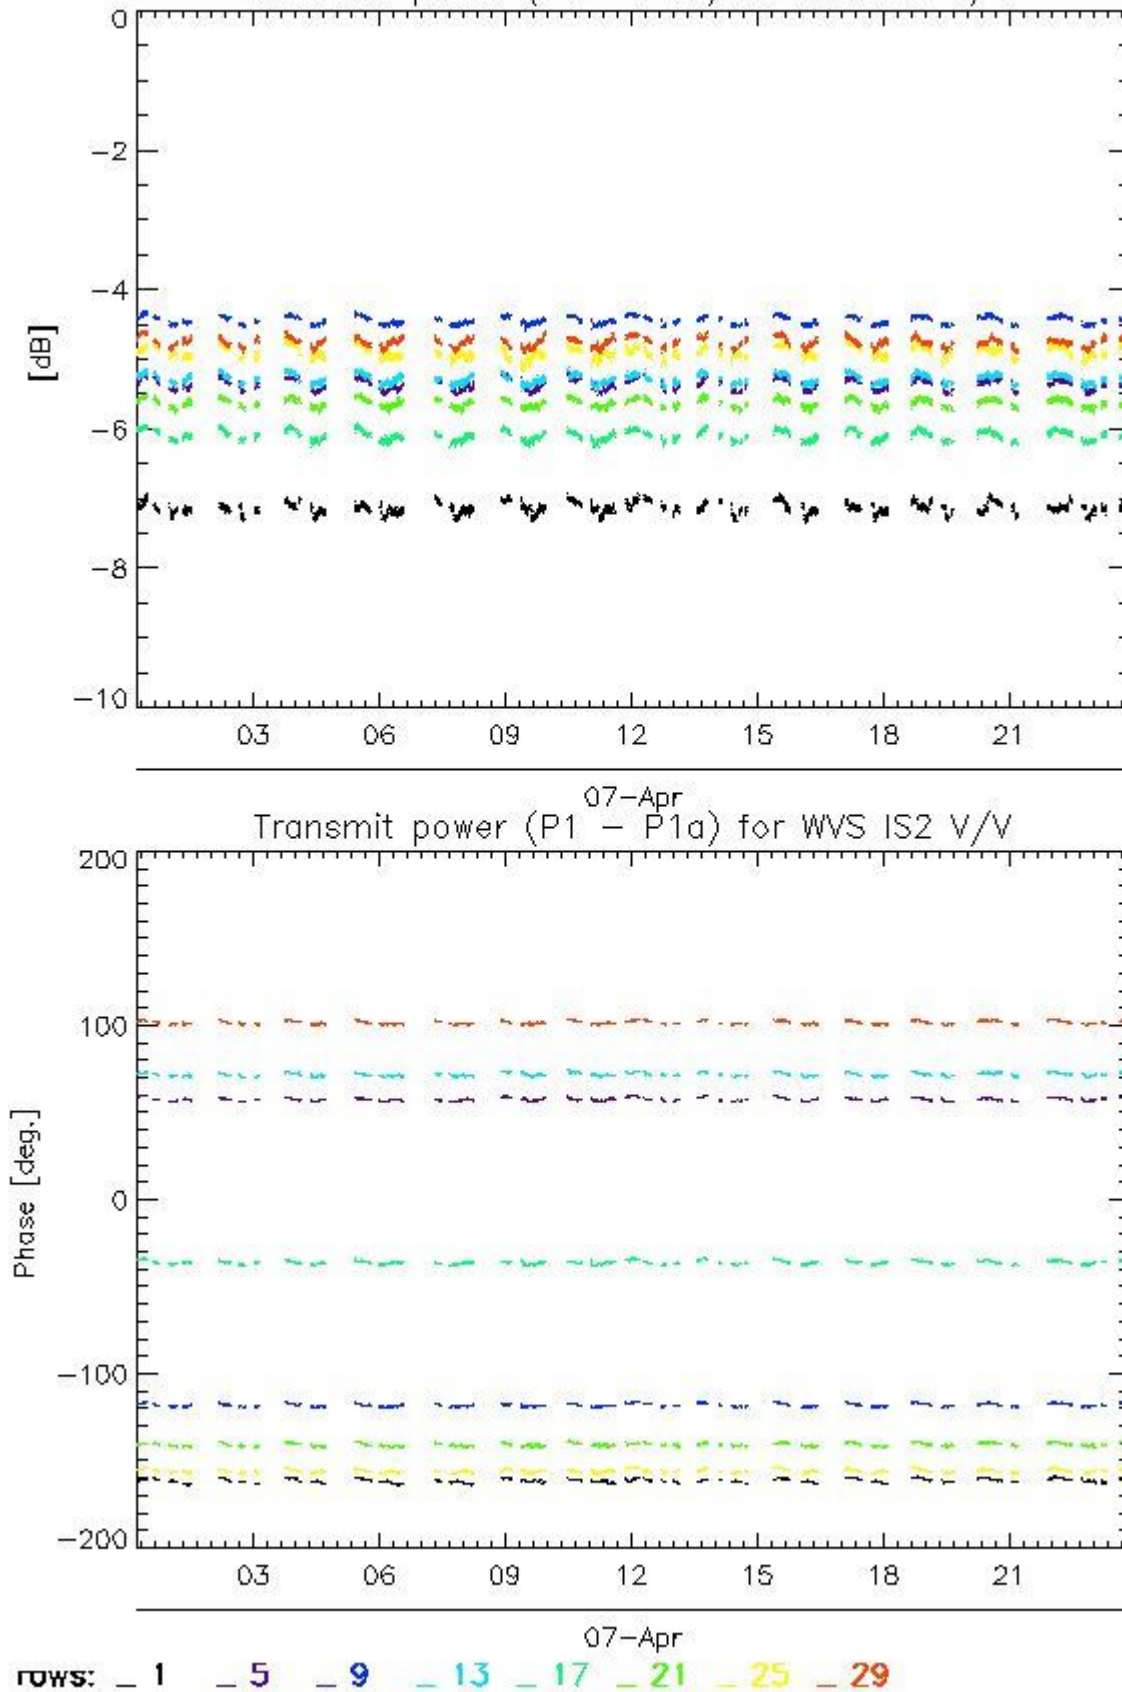 0
-2
-4
[dB]
-6
-8
-10
03 06 09 12 15 18 21
07-Apr
Transmit power (P1 - P1a) for WVS IS2 V/V
200
100
Phase [deg.]
0
-100
-200
03 06 09 12 15 18 21
07-Apr
rows: _ 1 _ 5 _ 9 _ 13 _ 17 _ 21 _ 25 _ 29